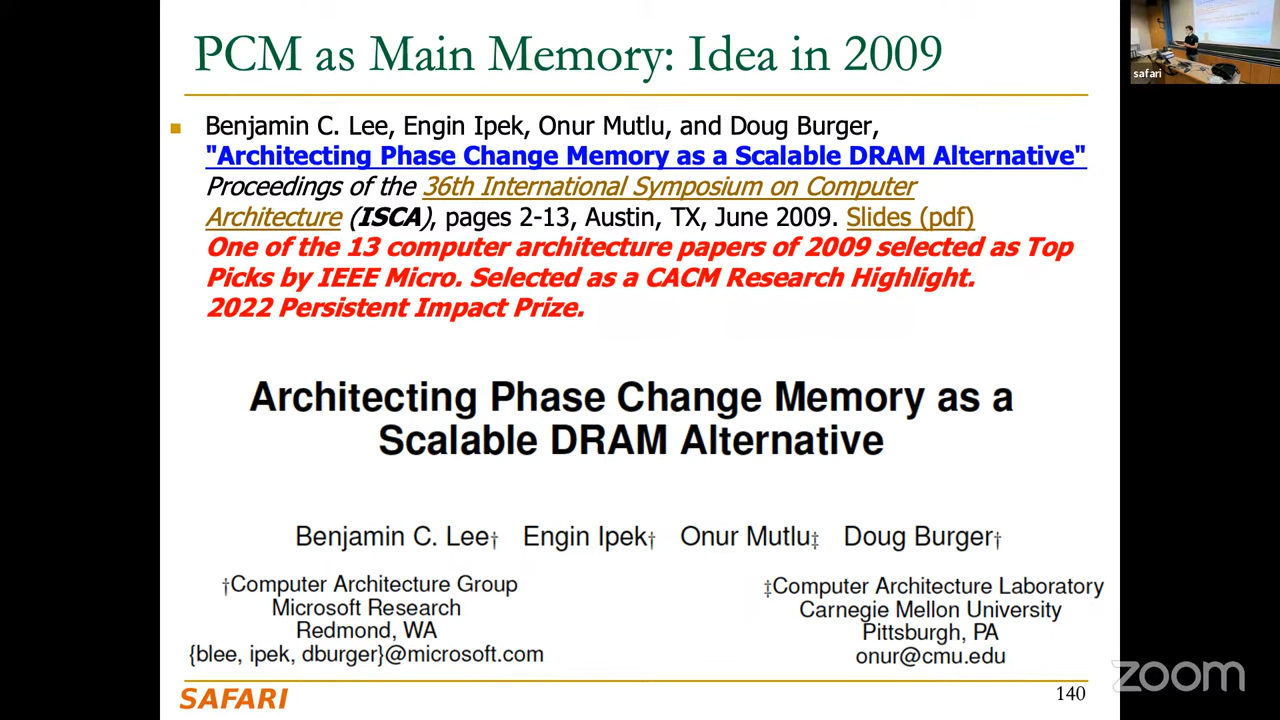 PCM as Main Memory: Idea in 2009
safari
Benjamin C. Lee, Engin Ipek, Onur Mutlu, and Doug Burger,
"Architecting Phase Change Memory as a Scalable DRAM Alternative"
Proceedings of the 36th International Symposium on Computer
Architecture (ISCA), pages 2-13, Austin, TX, June 2009. Slides (pdf)
One of the 13 computer architecture papers of 2009 selected as Top
Picks by IEEE Micro. Selected as a CACM Research Highlight.
2022 Persistent Impact Prize.
Architecting Phase Change Memory as a
Scalable DRAM Alternative
Benjamin C. Lee† Engin Ipek† Onur Mutlu‡ Doug Burger†
†Computer Architecture Group
Microsoft Research
Redmond, WA
{blee, ipek, dburger}@microsoft.com
‡Computer Architecture Laboratory
Carnegie Mellon University
Pittsburgh, PA
onur@cmu.edu
SAFARI
140
zoom